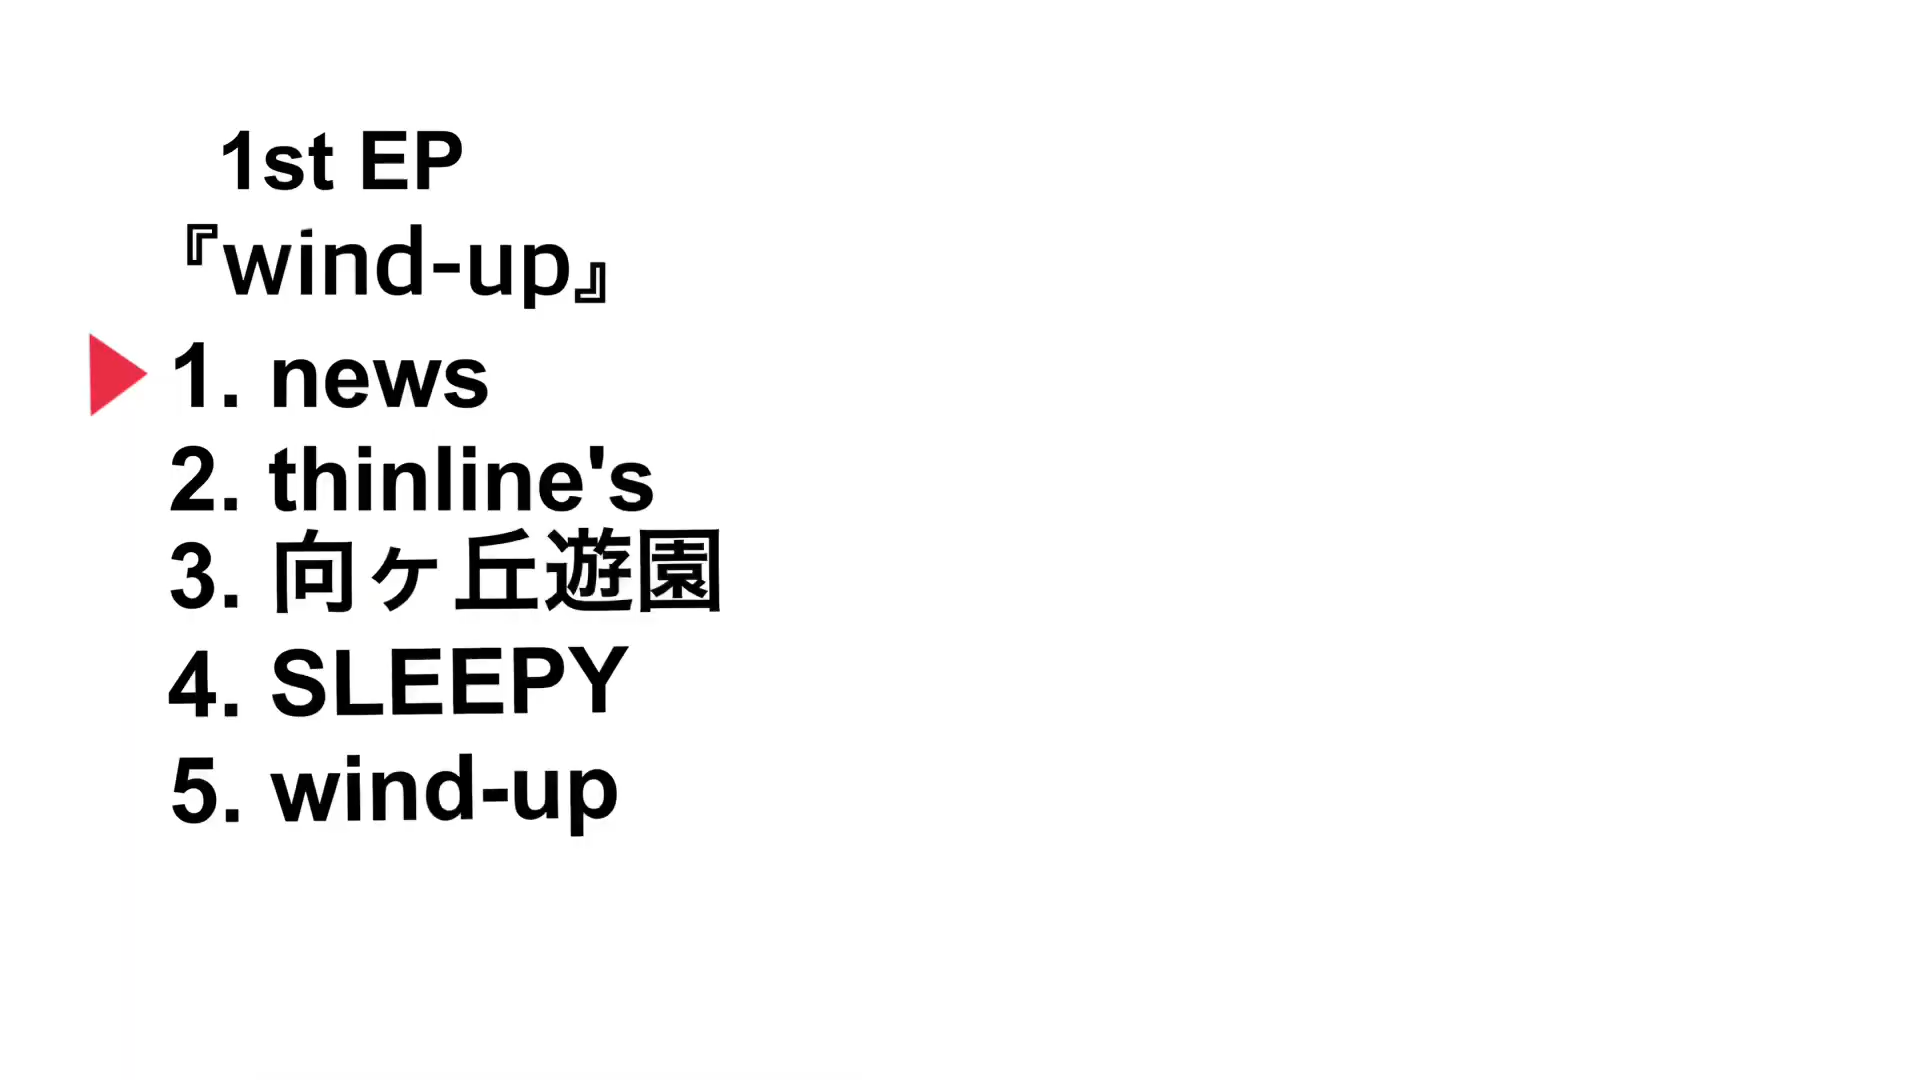 1st EP
『wind-up』
1. news
2. thinline's
3. 向ヶ丘遊園
4. SLEEPY
5. wind-up